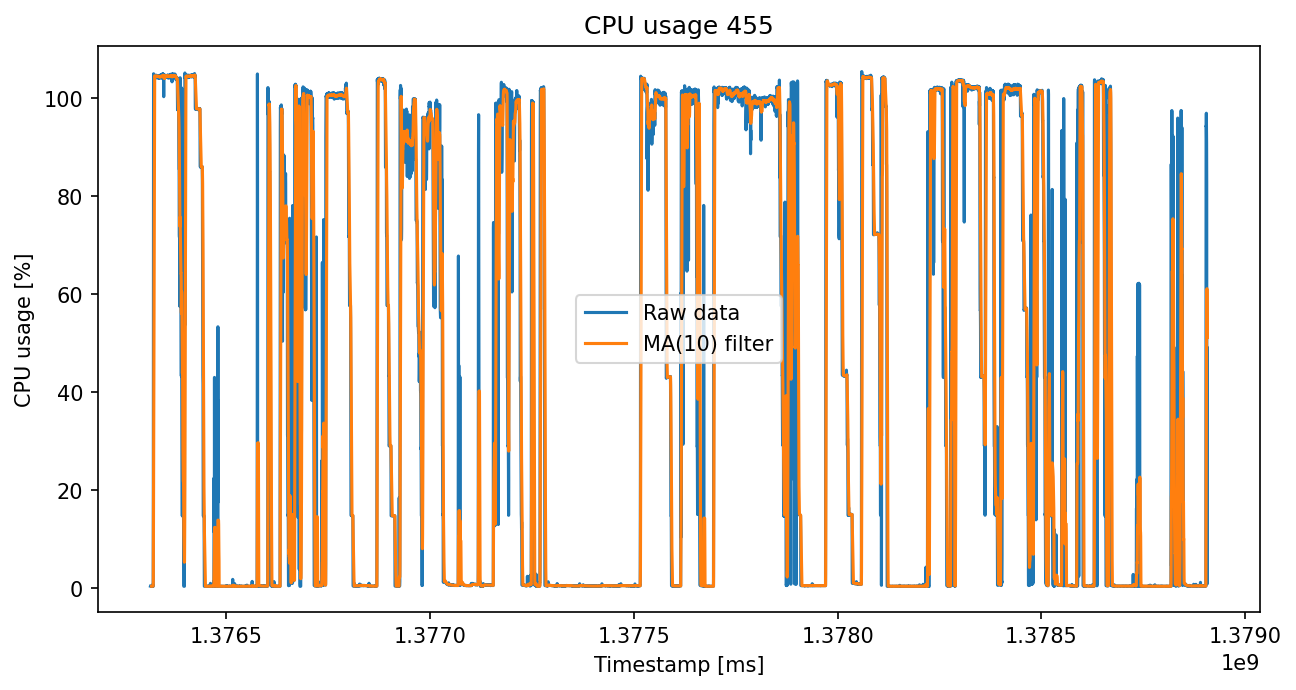 CPU usage 455
CPU usage [%]
100
80
60
40
20
0
Raw data
MA(10) filter
1.3765 1.3770 1.3775 1.3780 1.3785 1.3790
1e9
Timestamp [ms]